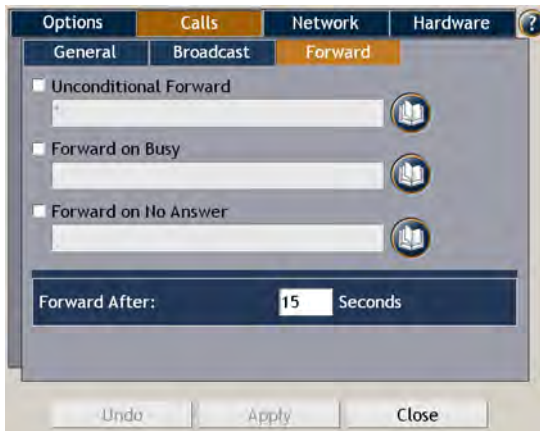 Options Calls Network Hardware ?
General Broadcast Forward
Unconditional Forward
Forward on Busy
Forward on No Answer
Forward After: 15 Seconds
Undo Apply Close